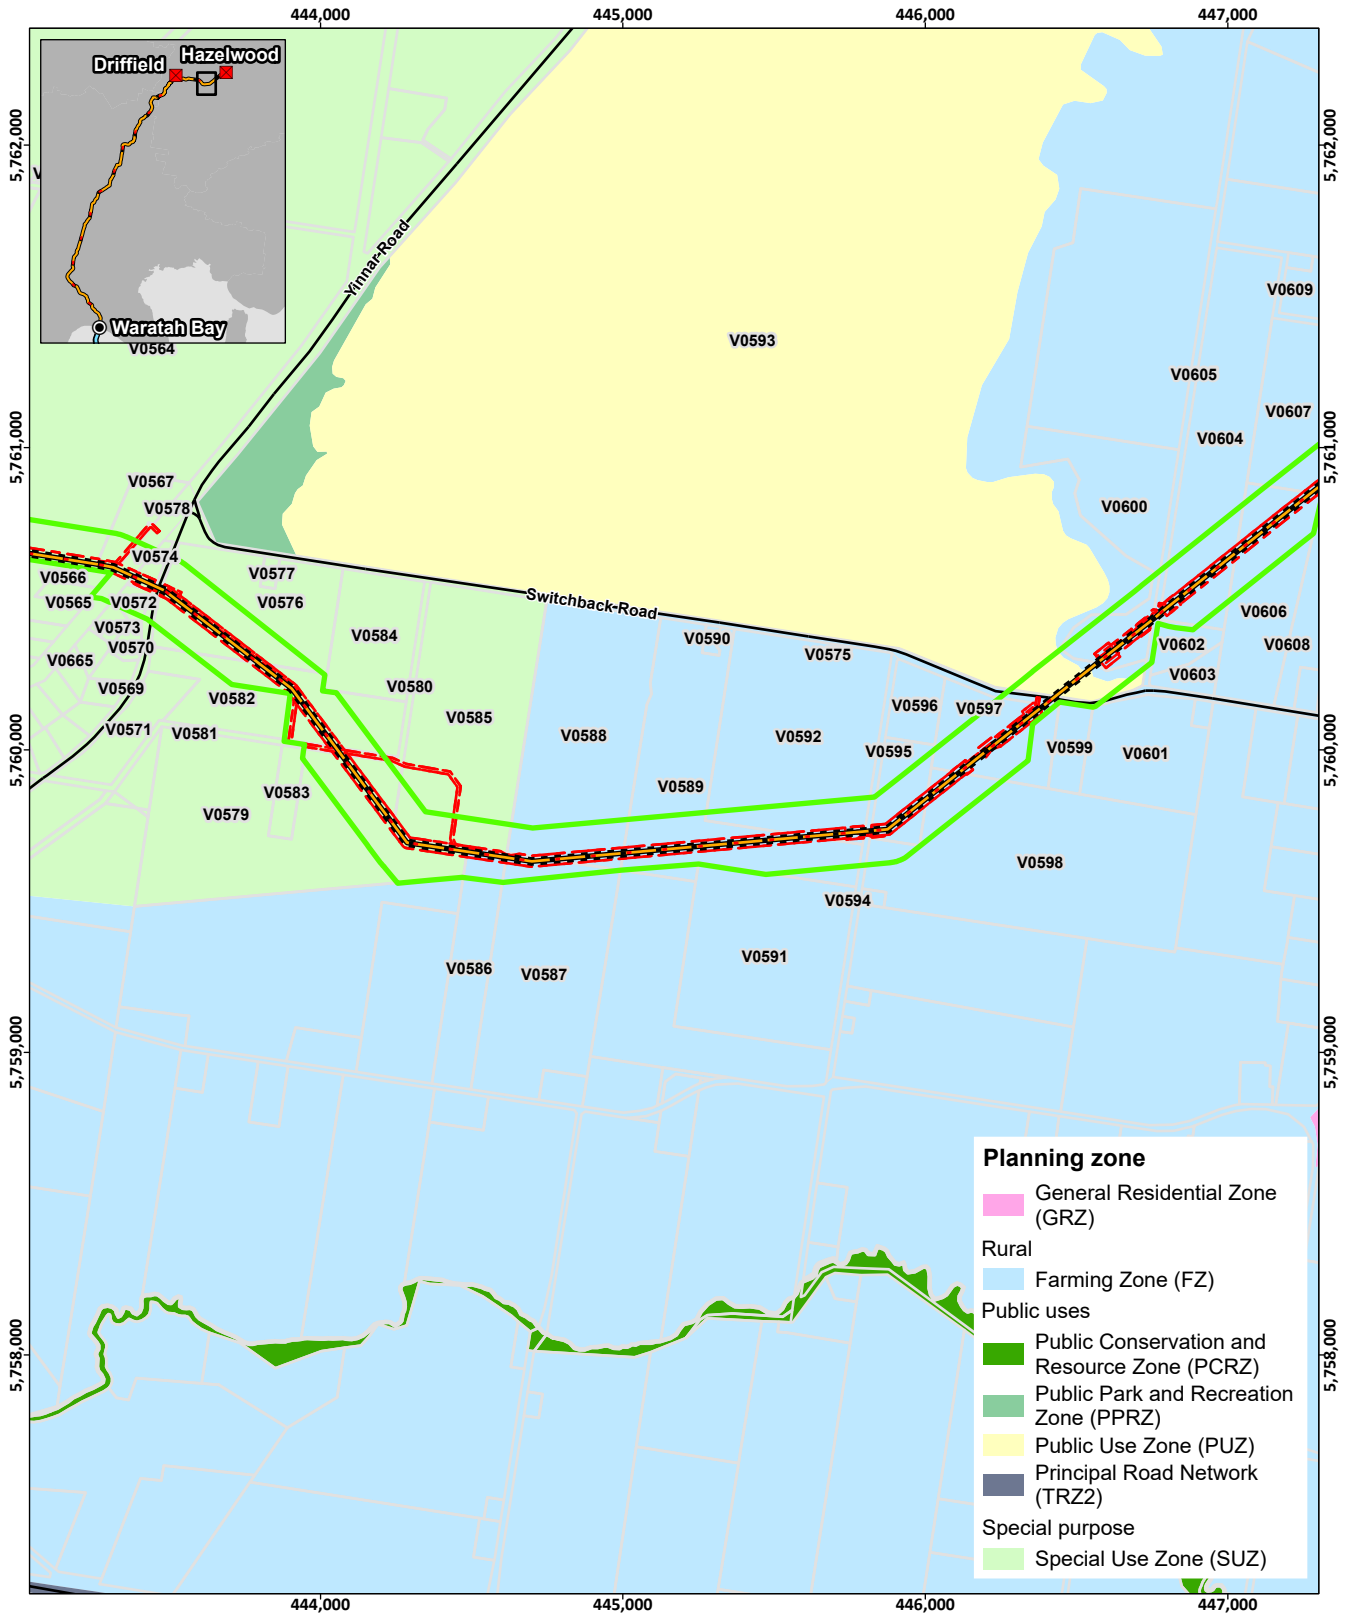 444,000
445,000
446,000
447,000
Hazelwood
Driffield
Waratah Bay
5,762,000
5,762,000
5,761,000
5,761,000
5,760,000
5,760,000
5,759,000
5,759,000
5,758,000
5,758,000
Yinnar-Road
Switchback-Road
V0564
V0593
V0609
V0605
V0607
V0604
V0567
V0578
V0600
V0574
V0566
V0577
V0565
V0572
V0576
V0606
V0573
V0584
V0590
V0570
V0575
V0602
V0608
V0665
V0603
V0569
V0580
V0582
V0596
V0597
V0585
V0571
V0581
V0588
V0592
V0595
V0599
V0601
V0583
V0589
V0579
V0598
V0594
V0591
V0586
V0587
Planning zone
General Residential Zone
(GRZ)
Rural
Farming Zone (FZ)
Public uses
Public Conservation and
Resource Zone (PCRZ)
Public Park and Recreation
Zone (PPRZ)
Public Use Zone (PUZ)
Principal Road Network
(TRZ2)
Special purpose
Special Use Zone (SUZ)
444,000
445,000
446,000
447,000